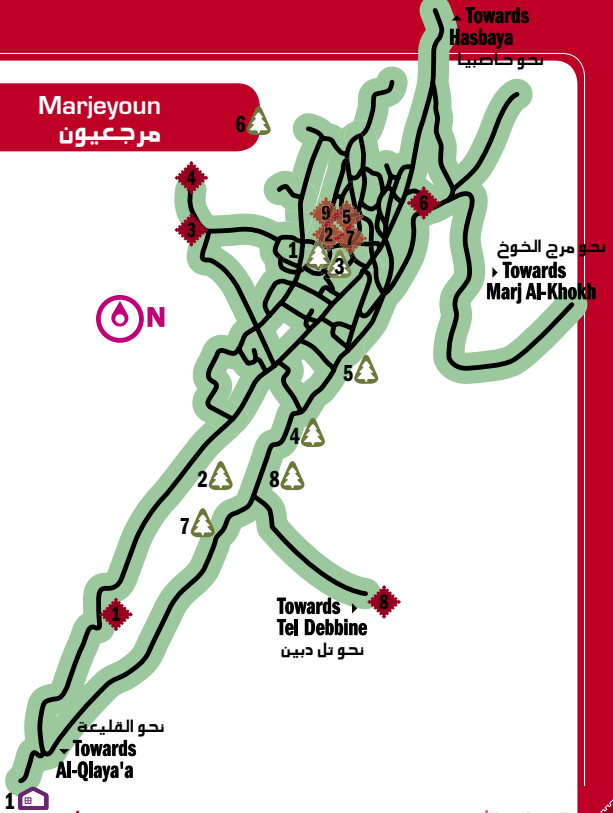 Towards
Hasbaya
نحو حاصبيا
Marjeyoun
مرجعيون
6
4
3
6
9
5
2
7
1
3
نحو مرج الخوخ
Towards
Marj Al-Khokh
N
5
4
2
8
7
1
8
Towards
Tel Debbine
نحو تل دبين
نحو القليعة
Towards
Al-Qlaya'a
1